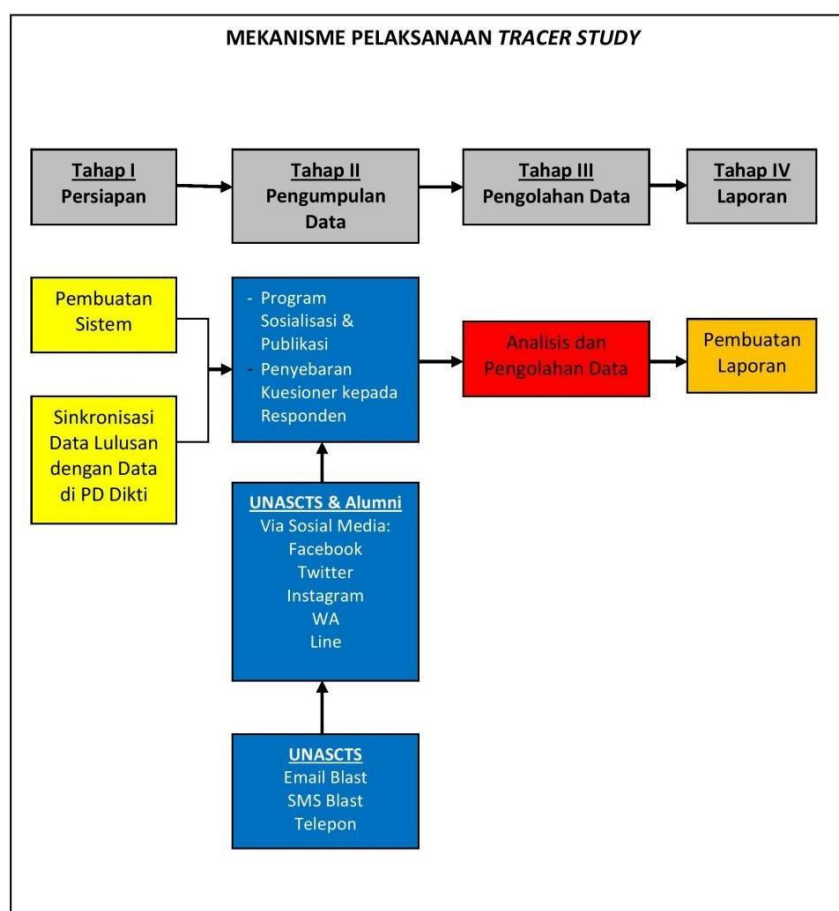 MEKANISME PELAKSANAAN TRACER STUDY
Tahap I
Persiapan
Tahap II
Pengumpulan
Data
Tahap III
Pengolahan Data
Tahap IV
Laporan
Pembuatan
Sistem
Sinkronisasi
Data Lulusan
dengan Data
di PD Dikti
- Program
Sosialisasi &
Publikasi
- Penyebaran
Kuesioner kepada
Responden
Analisis dan
Pengolahan Data
Pembuatan
Laporan
UNASCTS & Alumni
Via Sosial Media:
Facebook
Twitter
Instagram
WA
Line
UNASCTS
Email Blast
SMS Blast
Telepon